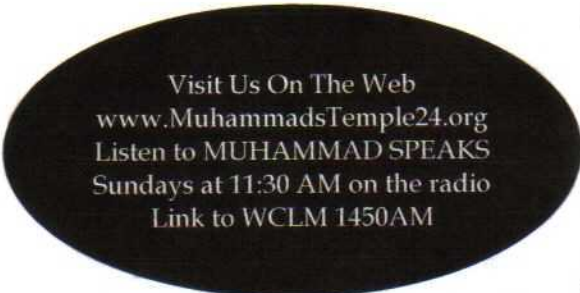 Visit Us On The Web
www.MuhammadsTemple24.org
Listen to MUHAMMAD SPEAKS
Sundays at 11:30 AM on the radio
Link to WCLM 1450AM